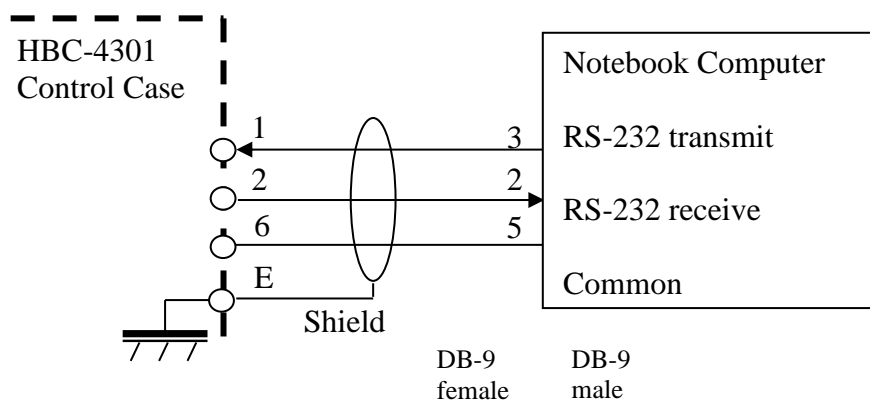 HBC-4301
Control Case
Notebook Computer
1
3
RS-232 transmit
2
2
RS-232 receive
6
5
E
Common
Shield
DB-9
female
DB-9
male